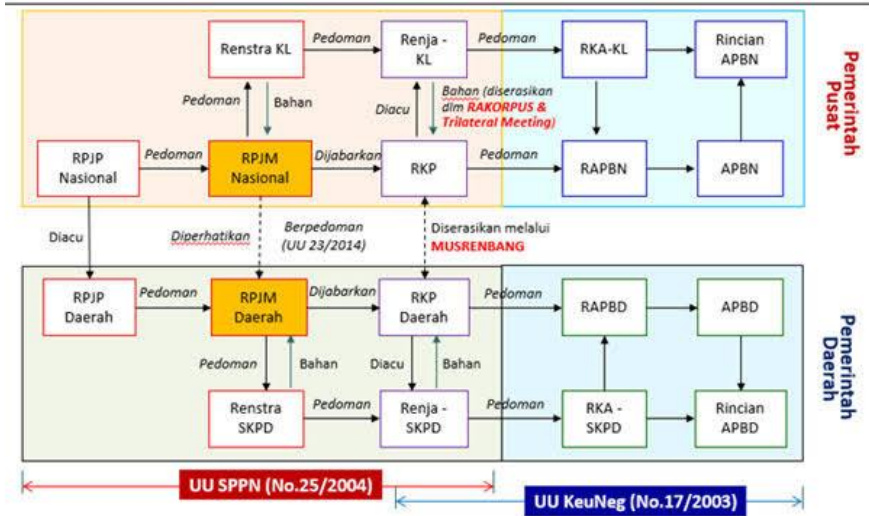 Renstra KL
Pedoman
Renja -
KL
Pedoman
RKA-KL
Rincian
APBN
Pedoman
Bahan
Diacu
Bahan (diserasikan
dlm RAKORPUS &
Trilateral Meeting)
RPJP
Nasional
Pedoman
RPJM
Nasional
Dijabarkan
RKP
Pedoman
RAPBN
APBN
Pemerintah
Pusat
Diacu
Diperhatikan
Berpedoman
(UU 23/2014)
Diserasikan melalui
MUSRENBANG
RPJP
Daerah
Pedoman
RPJM
Daerah
Dijabarkan
RKP
Daerah
Pedoman
RAPBD
APBD
Pedoman
Bahan
Diacu
Bahan
Renstra
SKPD
Pedoman
Renja -
SKPD
Pedoman
RKA -
SKPD
Rincian
APBD
Pemerintah
Daerah
UU SPPN (No.25/2004)
UU KeuNeg (No.17/2003)